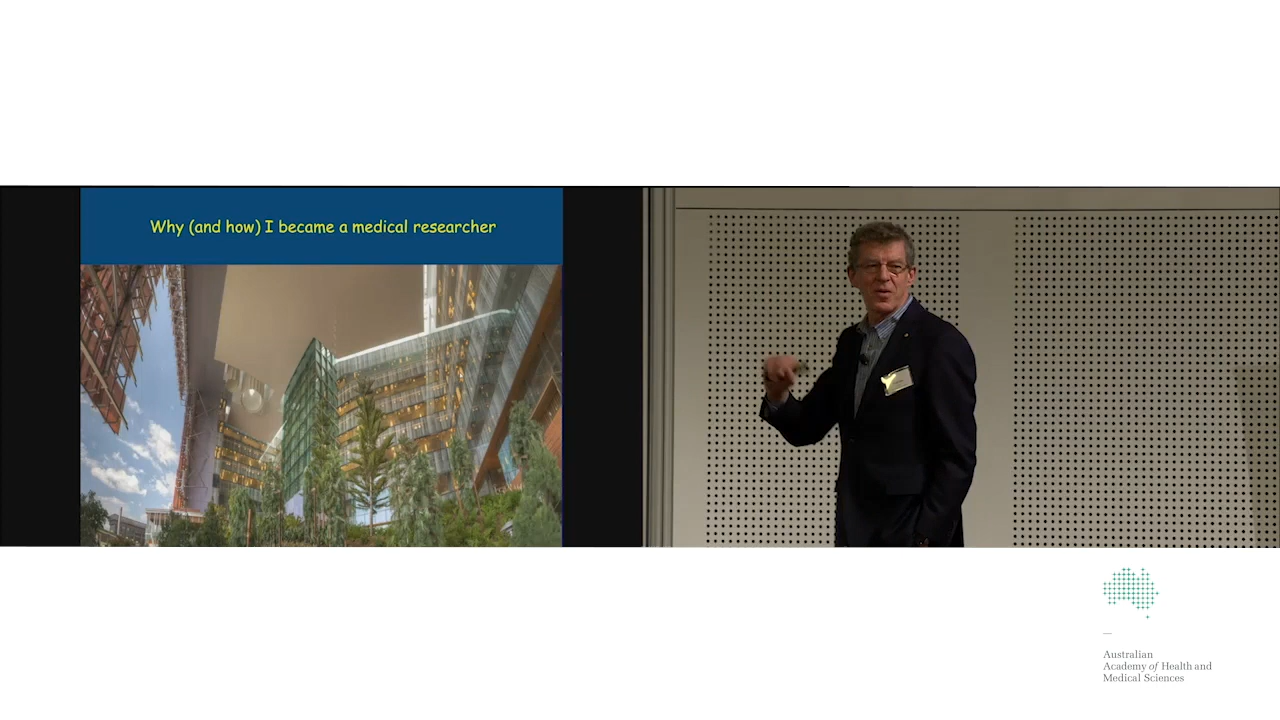 Why (and how) I became a medical researcher
Australian
Academy of Health and
Medical Sciences